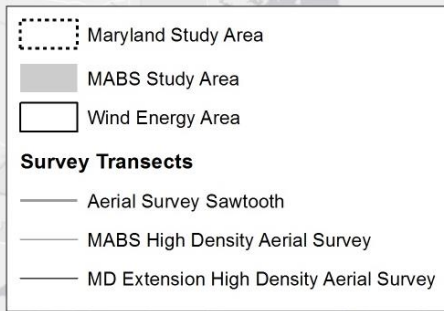 Maryland Study Area
MABS Study Area
Wind Energy Area
Survey Transects
Aerial Survey Sawtooth
MABS High Density Aerial Survey
MD Extension High Density Aerial Survey